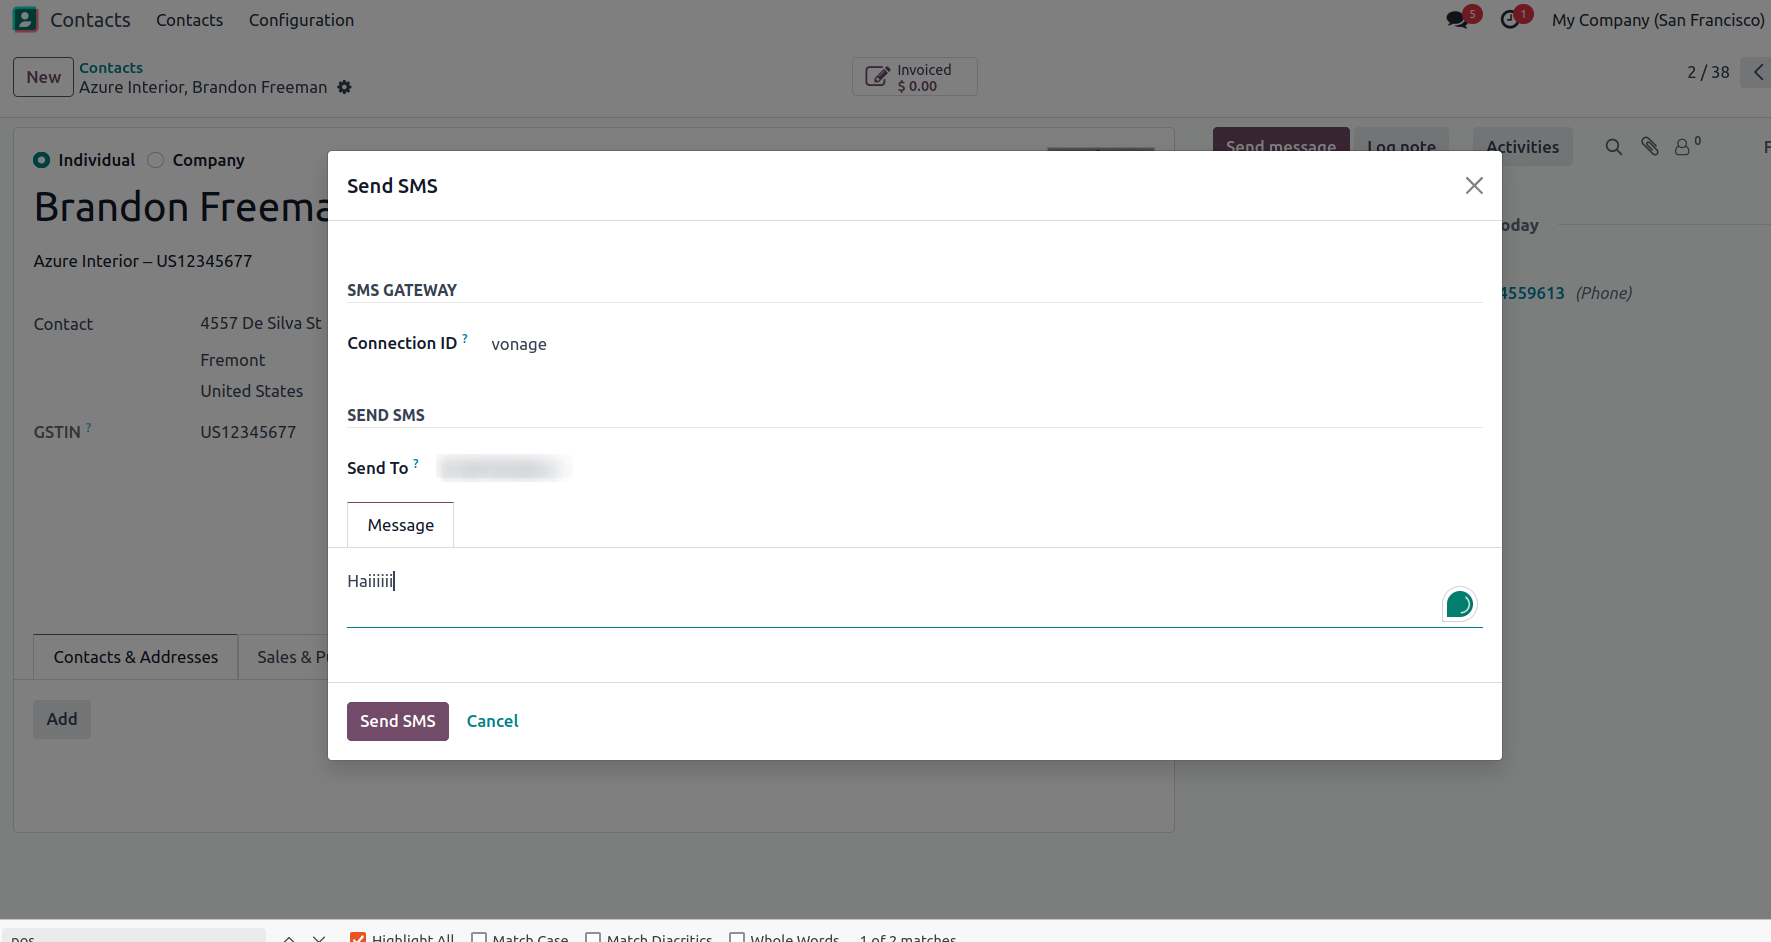 Contacts Contacts Configuration 5 1 My Company (San Francisco)
New Contacts
Azure Interior, Brandon Freeman
Invoiced
$ 0.00
2 / 38
Individual Company
Send message Log note Activities 0
Brandon Freema
Azure Interior – US12345677
Contact 4557 De Silva St
Fremont
United States
GSTIN ? US12345677
Contacts & Addresses Sales & P
Add
oday
4559613 (Phone)
Send SMS
SMS GATEWAY
Connection ID ? vonage
SEND SMS
Send To ?
Message
Haiiiiii
Send SMS Cancel
pos Highlight All Match Case Match Diacritics Whole Words 1 of 2 matches